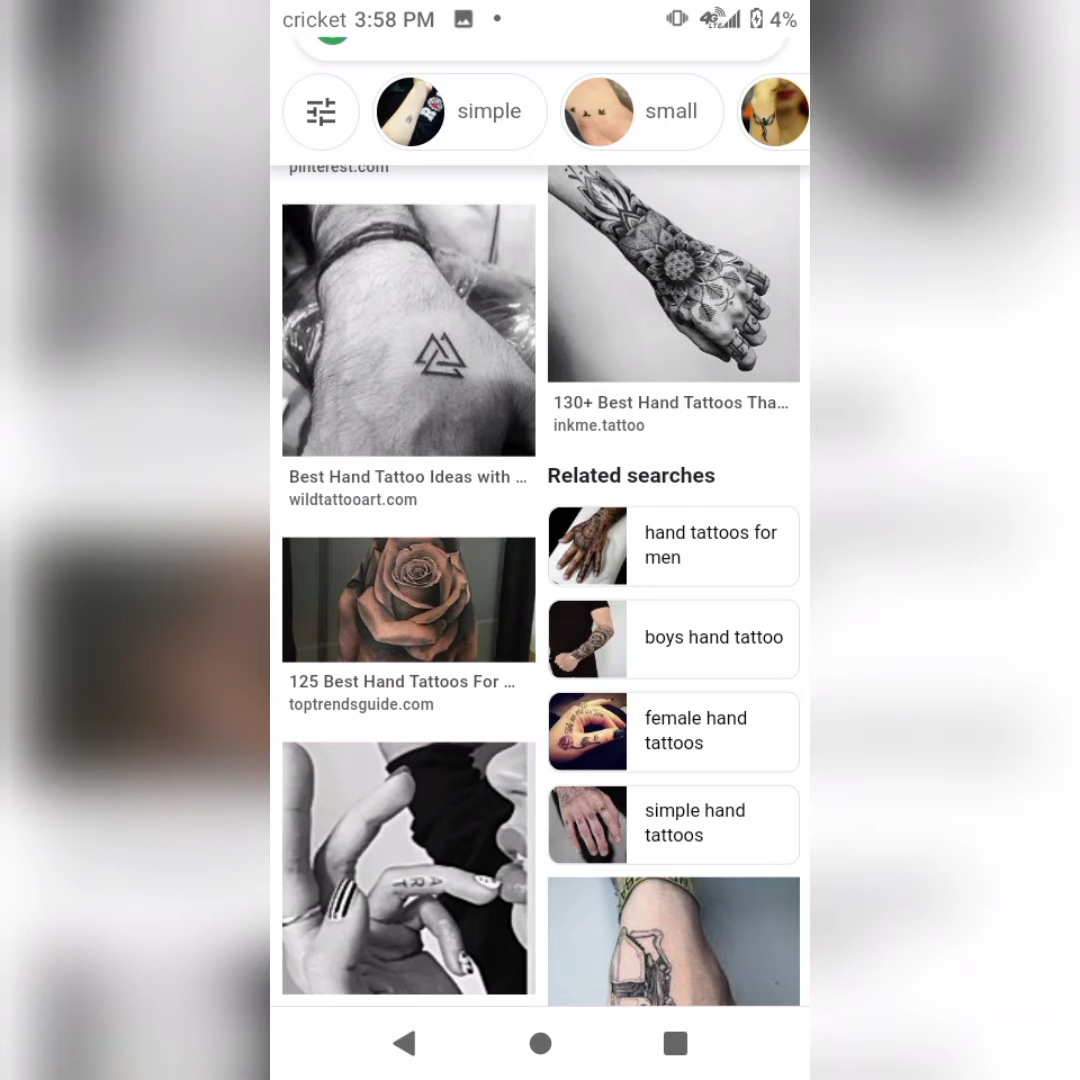 cricket 3:58 PM
4%
simple
small
pinterest.com
Best Hand Tattoo Ideas with ...
wildtattooart.com
125 Best Hand Tattoos For ...
toptrendsguide.com
ART
130+ Best Hand Tattoos Tha...
inkme.tattoo
Related searches
hand tattoos for
men
boys hand tattoo
female hand
tattoos
simple hand
tattoos